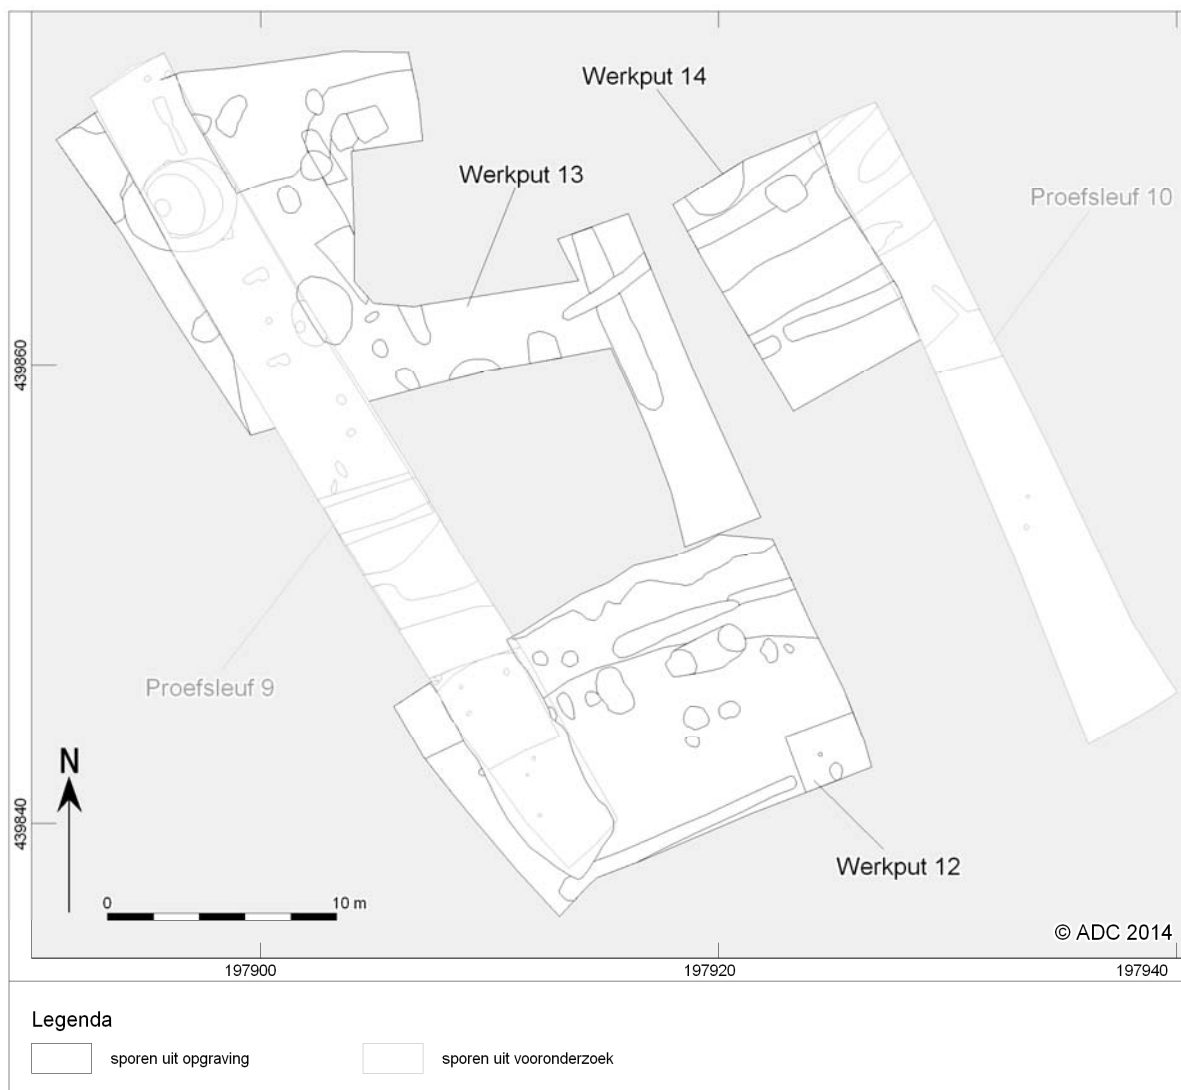 Werkput 14
Werkput 13
Proefsleuf 10
439860
Proefsleuf 9
N
439840
Werkput 12
0 10 m
© ADC 2014
197900 197920 197940
Legenda
sporen uit opgraving sporen uit vooronderzoek